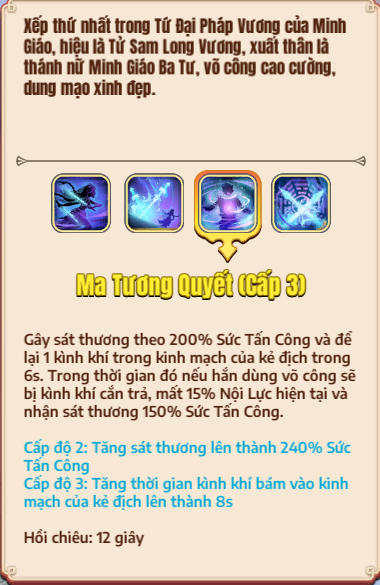 Xếp thứ nhất trong Tứ Đại Pháp Vương của Minh
Giáo, hiệu là Tử Sam Long Vương, xuất thân là
thánh nữ Minh Giáo Ba Tư, võ công cao cường,
dung mạo xinh đẹp.
Ma Tương Quyết (Cấp 3)
Gây sát thương theo 200% Sức Tấn Công và để
lại 1 kình khí trong kinh mạch của kẻ địch trong
6s. Trong thời gian đó nếu hắn dùng võ công sẽ
bị kình khí cắn trả, mất 15% Nội Lực hiện tại và
nhận sát thương 150% Sức Tấn Công.
Cấp độ 2: Tăng sát thương lên thành 240% Sức
Tấn Công
Cấp độ 3: Tăng thời gian kình khí bám vào kinh
mạch của kẻ địch lên thành 8s
Hồi chiêu: 12 giây